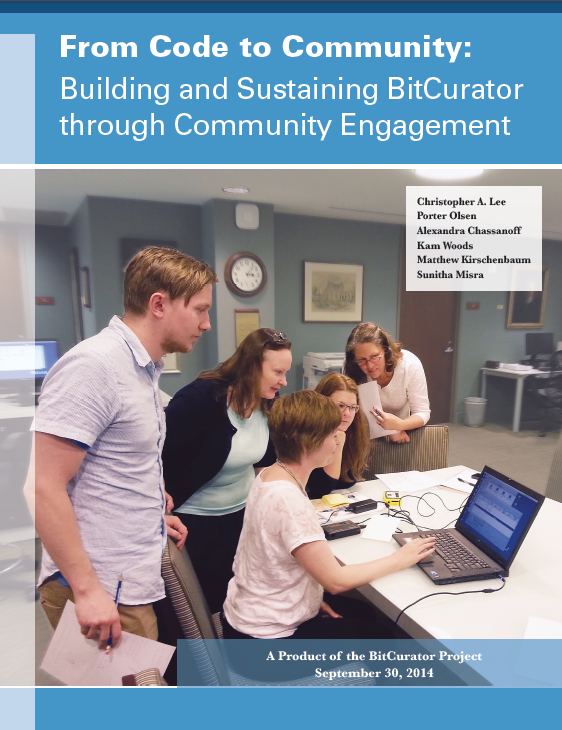 From Code to Community:
Building and Sustaining BitCurator
through Community Engagement
Christopher A. Lee
Porter Olsen
Alexandra Chassanoff
Kam Woods
Matthew Kirschenbaum
Sunitha Misra
A Product of the BitCurator Project
September 30, 2014